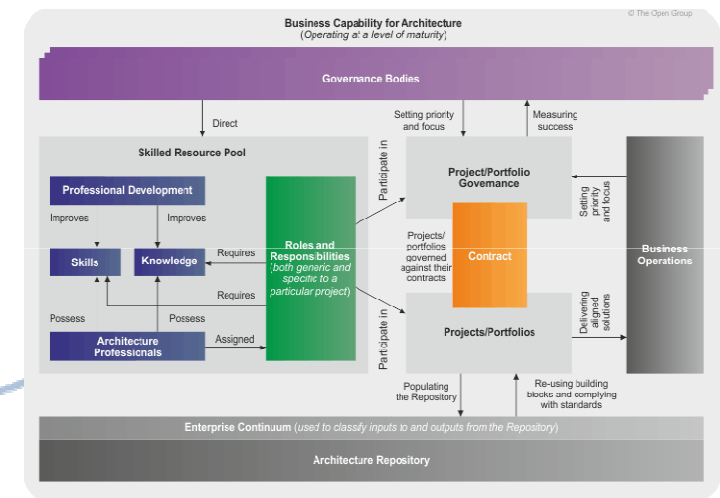 © The Open Group
Business Capability for Architecture
(Operating at a level of maturity)
Governance Bodies
Direct
Setting priority
and focus
Measuring
success
Skilled Resource Pool
Professional Development
Improves
Improves
Skills
Knowledge
Requires
Requires
Possess
Possess
Architecture
Professionals
Assigned
Roles and
Responsibilities
(both generic and
specific to a
particular project)
Participate in
Participate in
Project/Portfolio
Governance
Projects/
portfolios
governed
against their
contracts
Contract
Projects/Portfolios
Setting
priority
and focus
Delivering
aligned
solutions
Business
Operations
Populating
the Repository
Re-using building
blocks and complying
with standards
Enterprise Continuum (used to classify inputs to and outputs from the Repository)
Architecture Repository